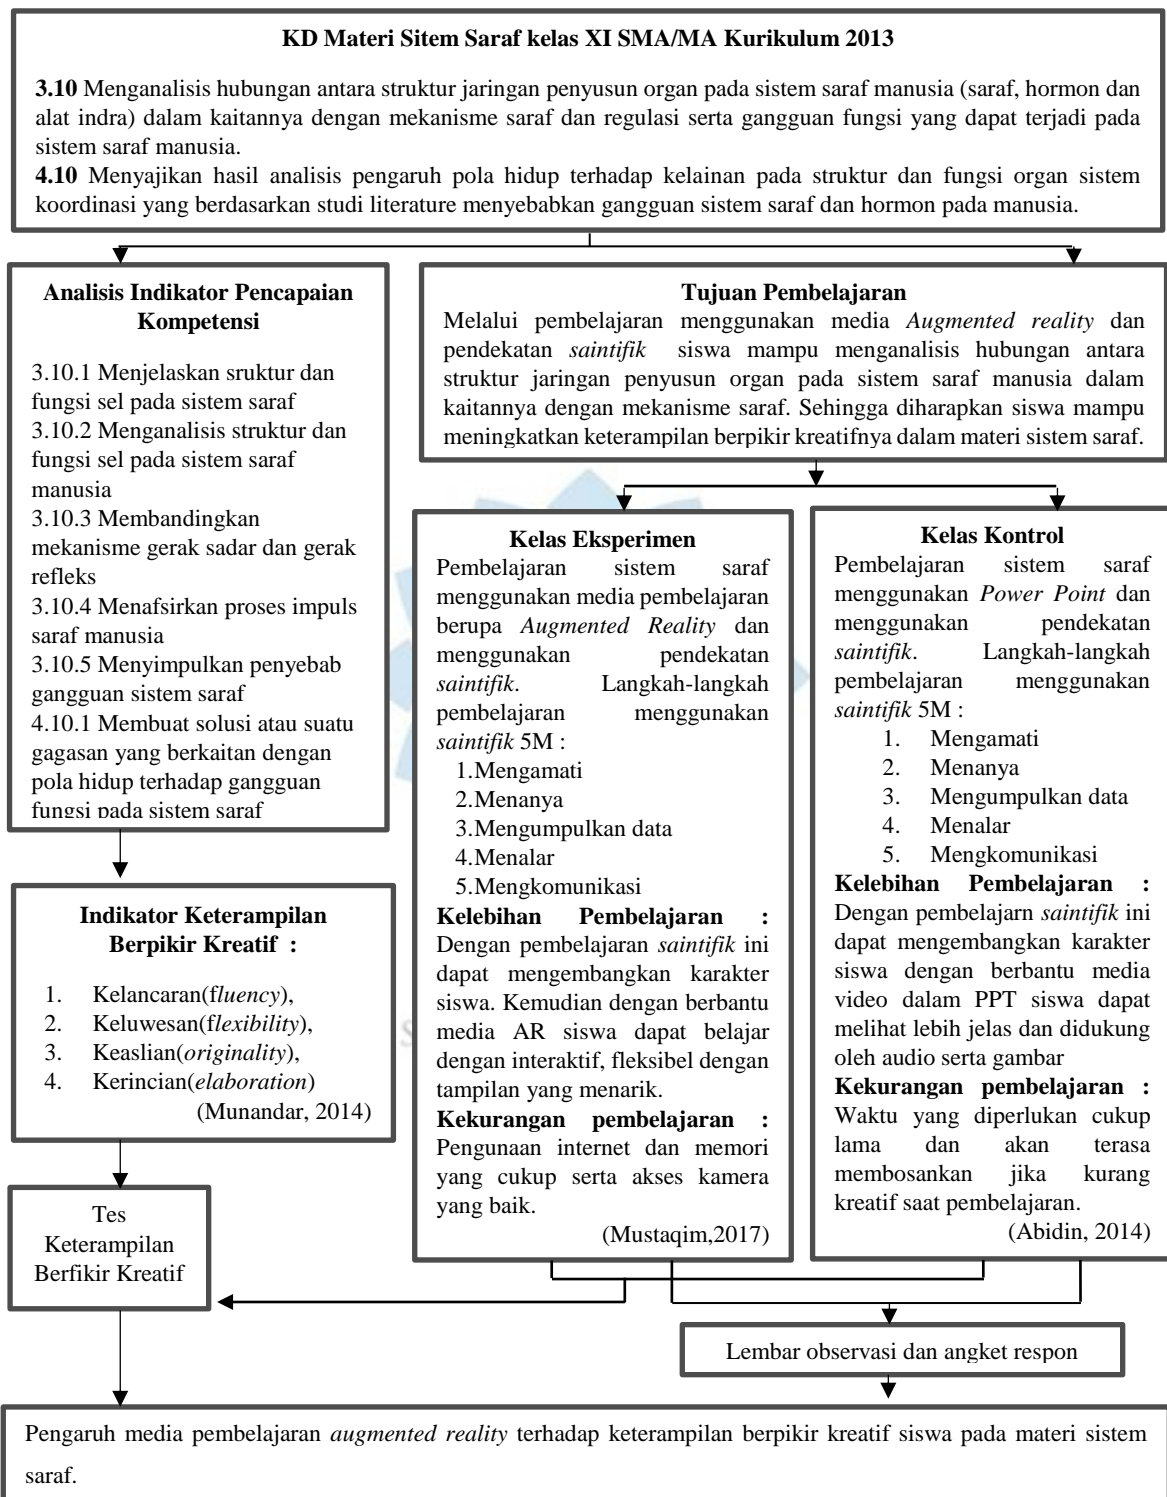 KD Materi Sitem Saraf kelas XI SMA/MA Kurikulum 2013
3.10 Menganalisis hubungan antara struktur jaringan penyusun organ pada sistem saraf manusia (saraf, hormon dan
alat indra) dalam kaitannya dengan mekanisme saraf dan regulasi serta gangguan fungsi yang dapat terjadi pada
sistem saraf manusia.
4.10 Menyajikan hasil analisis pengaruh pola hidup terhadap kelainan pada struktur dan fungsi organ sistem
koordinasi yang berdasarkan studi literature menyebabkan gangguan sistem saraf dan hormon pada manusia.
Analisis Indikator Pencapaian
Kompetensi
3.10.1 Menjelaskan sruktur dan
fungsi sel pada sistem saraf
3.10.2 Menganalisis struktur dan
fungsi sel pada sistem saraf
manusia
3.10.3 Membandingkan
mekanisme gerak sadar dan gerak
refleks
3.10.4 Menafsirkan proses impuls
saraf manusia
3.10.5 Menyimpulkan penyebab
gangguan sistem saraf
4.10.1 Membuat solusi atau suatu
gagasan yang berkaitan dengan
pola hidup terhadap gangguan
fungsi pada sistem saraf
Tujuan Pembelajaran
Melalui pembelajaran menggunakan media Augmented reality dan
pendekatan saintifik siswa mampu menganalisis hubungan antara
struktur jaringan penyusun organ pada sistem saraf manusia dalam
kaitannya dengan mekanisme saraf. Sehingga diharapkan siswa mampu
meningkatkan keterampilan berpikir kreatifnya dalam materi sistem saraf.
Kelas Eksperimen
Pembelajaran sistem saraf
menggunakan media pembelajaran
berupa Augmented Reality dan
menggunakan pendekatan
saintifik. Langkah-langkah
pembelajaran menggunakan
saintifik 5M :
1.Mengamati
2.Menanya
3.Mengumpulkan data
4.Menalar
5.Mengkomunikasi
Kelebihan Pembelajaran :
Dengan pembelajaran saintifik ini
dapat mengembangkan karakter
siswa. Kemudian dengan berbantu
media AR siswa dapat belajar
dengan interaktif, fleksibel dengan
tampilan yang menarik.
Kekurangan pembelajaran :
Pengunaan internet dan memori
yang cukup serta akses kamera
yang baik.
(Mustaqim,2017)
Kelas Kontrol
Pembelajaran sistem saraf
menggunakan Power Point dan
menggunakan pendekatan
saintifik. Langkah-langkah
pembelajaran menggunakan
saintifik 5M :
1. Mengamati
2. Menanya
3. Mengumpulkan data
4. Menalar
5. Mengkomunikasi
Kelebihan Pembelajaran :
Dengan pembelajarn saintifik ini
dapat mengembangkan karakter
siswa dengan berbantu media
video dalam PPT siswa dapat
melihat lebih jelas dan didukung
oleh audio serta gambar
Kekurangan pembelajaran :
Waktu yang diperlukan cukup
lama dan akan terasa
membosankan jika kurang
kreatif saat pembelajaran.
(Abidin, 2014)
Indikator Keterampilan
Berpikir Kreatif :
1. Kelancaran(fluency),
2. Keluwesan(flexibility),
3. Keaslian(originality),
4. Kerincian(elaboration)
(Munandar, 2014)
Tes
Keterampilan
Berfikir Kreatif
Lembar observasi dan angket respon
Pengaruh media pembelajaran augmented reality terhadap keterampilan berpikir kreatif siswa pada materi sistem
saraf.